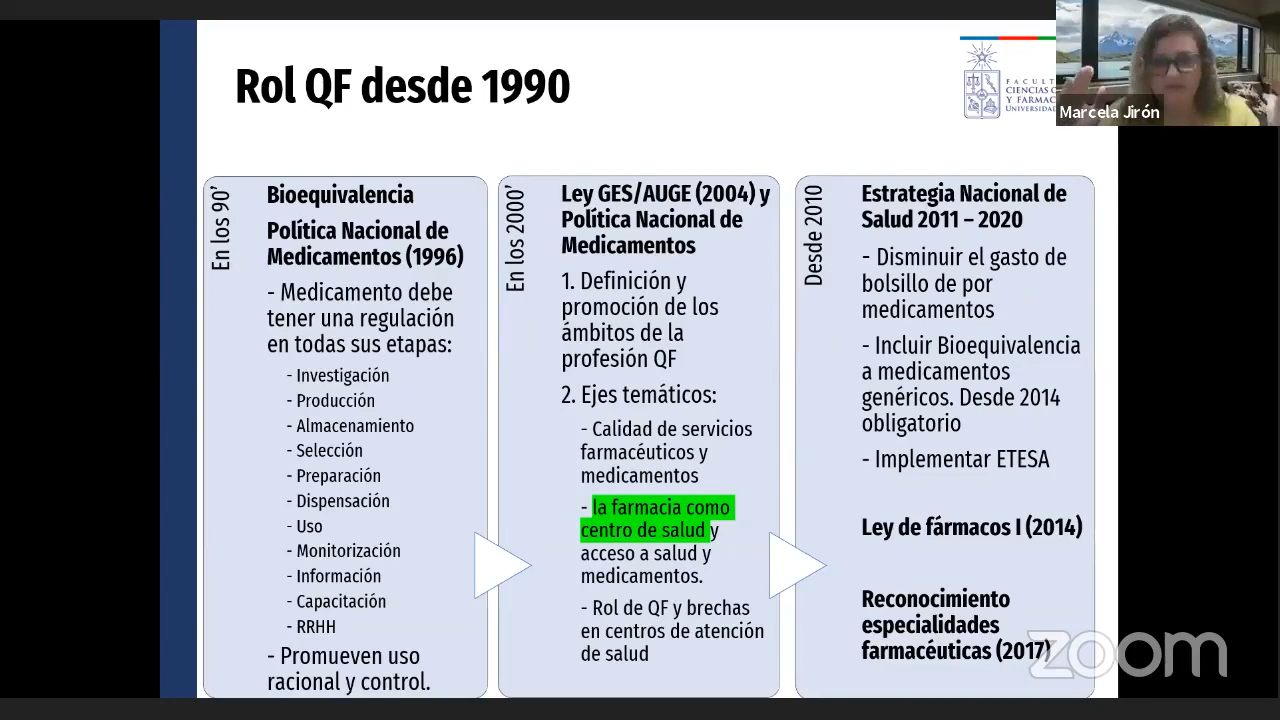 Rol QF desde 1990
FACULT
CIENCIAS
Y FARMAC
UNIVERSIDA
Marcela Jirón
En los 90’
Bioequivalencia
Política Nacional de
Medicamentos (1996)
- Medicamento debe
tener una regulación
en todas sus etapas:
- Investigación
- Producción
- Almacenamiento
- Selección
- Preparación
- Dispensación
- Uso
- Monitorización
- Información
- Capacitación
- RRHH
- Promueven uso
racional y control.
En los 2000’
Ley GES/AUGE (2004) y
Política Nacional de
Medicamentos
1. Definición y
promoción de los
ámbitos de la
profesión QF
2. Ejes temáticos:
- Calidad de servicios
farmacéuticos y
medicamentos
- la farmacia como
centro de salud y
acceso a salud y
medicamentos.
- Rol de QF y brechas
en centros de atención
de salud
Desde 2010
Estrategia Nacional de
Salud 2011 – 2020
- Disminuir el gasto de
bolsillo de por
medicamentos
- Incluir Bioequivalencia
a medicamentos
genéricos. Desde 2014
obligatorio
- Implementar ETESA
Ley de fármacos I (2014)
Reconocimiento
especialidades
farmacéuticas (2017)
zoom